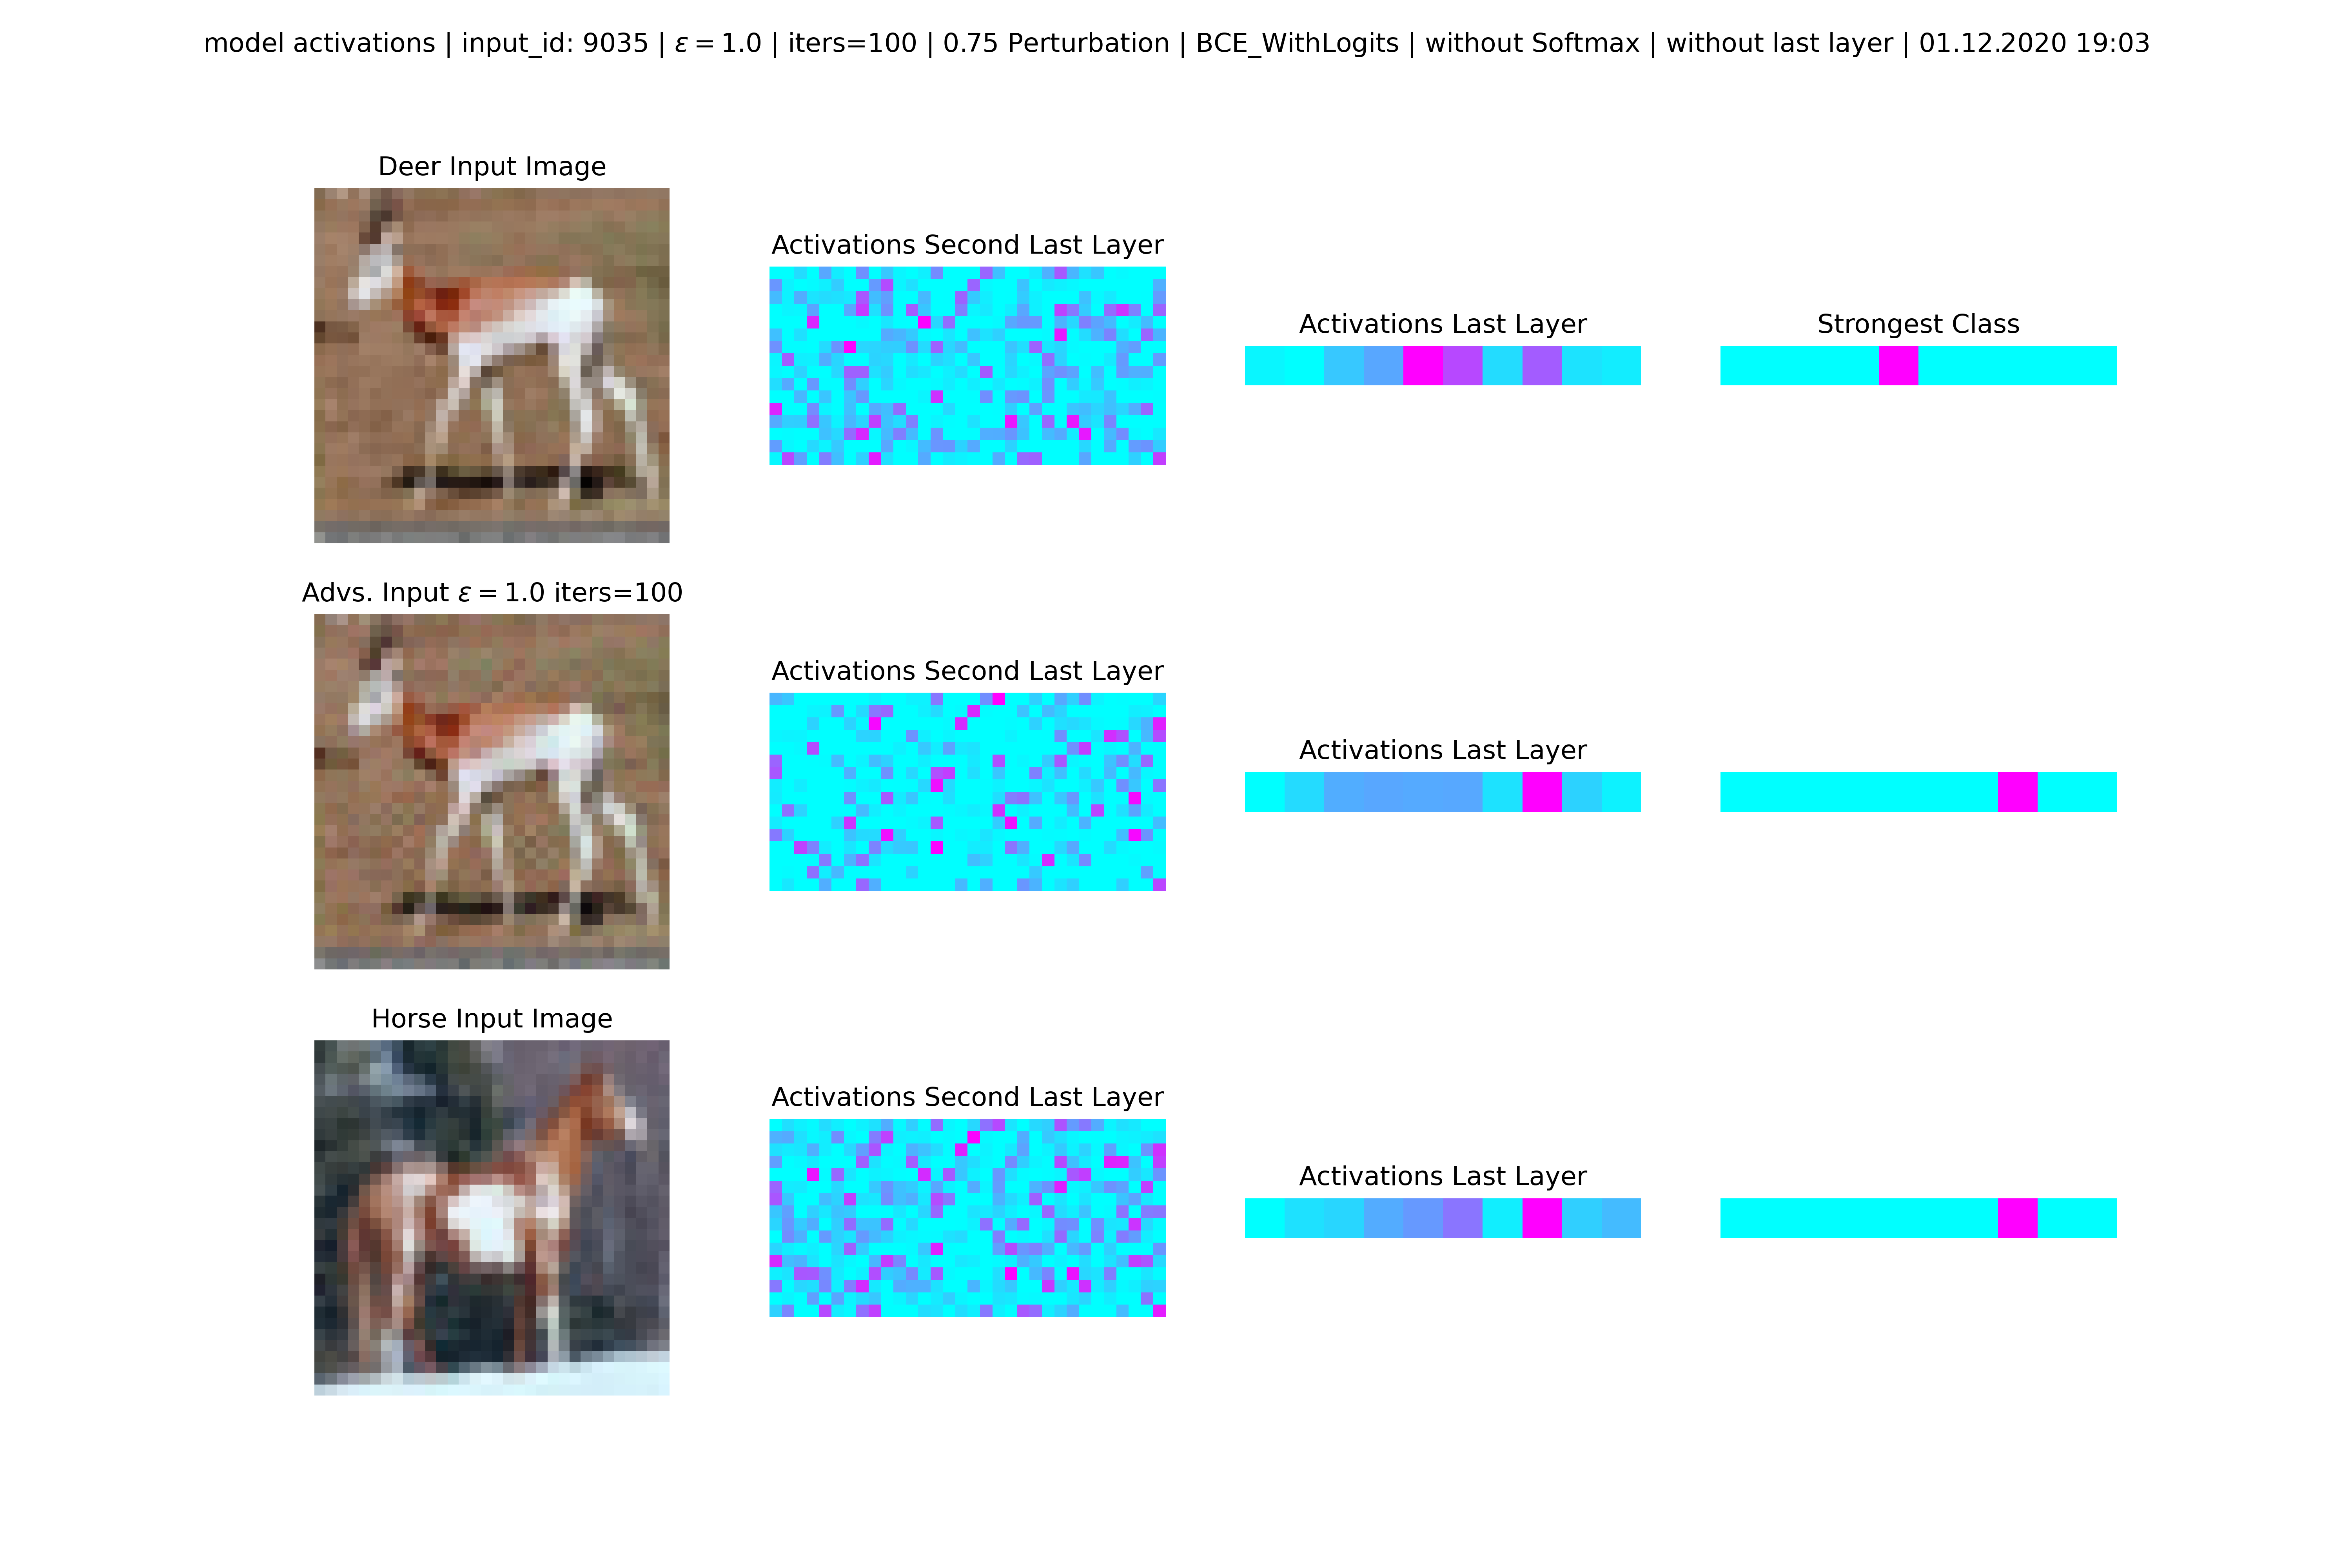 model activations | input_id: 9035 | ε = 1.0 | iters=100 | 0.75 Perturbation | BCE_WithLogits | without Softmax | without last layer | 01.12.2020 19:03
Deer Input Image
Activations Second Last Layer
Activations Last Layer
Strongest Class
Advs. Input ε = 1.0 iters=100
Activations Second Last Layer
Activations Last Layer
Horse Input Image
Activations Second Last Layer
Activations Last Layer